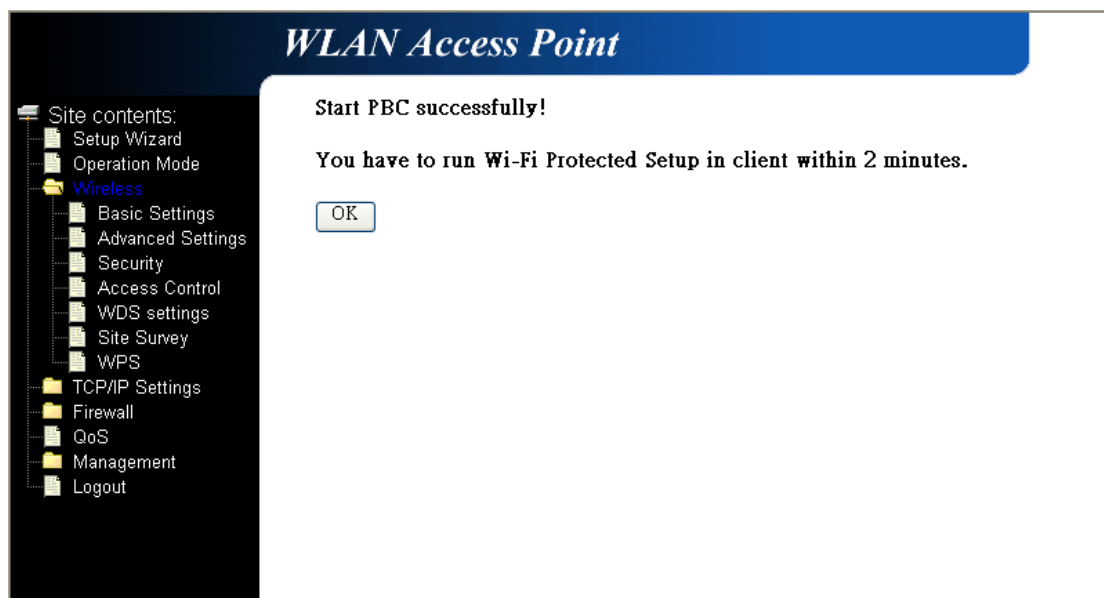 WLAN Access Point
Site contents:
Setup Wizard
Operation Mode
Wireless
Basic Settings
Advanced Settings
Security
Access Control
WDS settings
Site Survey
WPS
TCP/IP Settings
Firewall
QoS
Management
Logout
Start PBC successfully!
You have to run Wi-Fi Protected Setup in client within 2 minutes.
OK